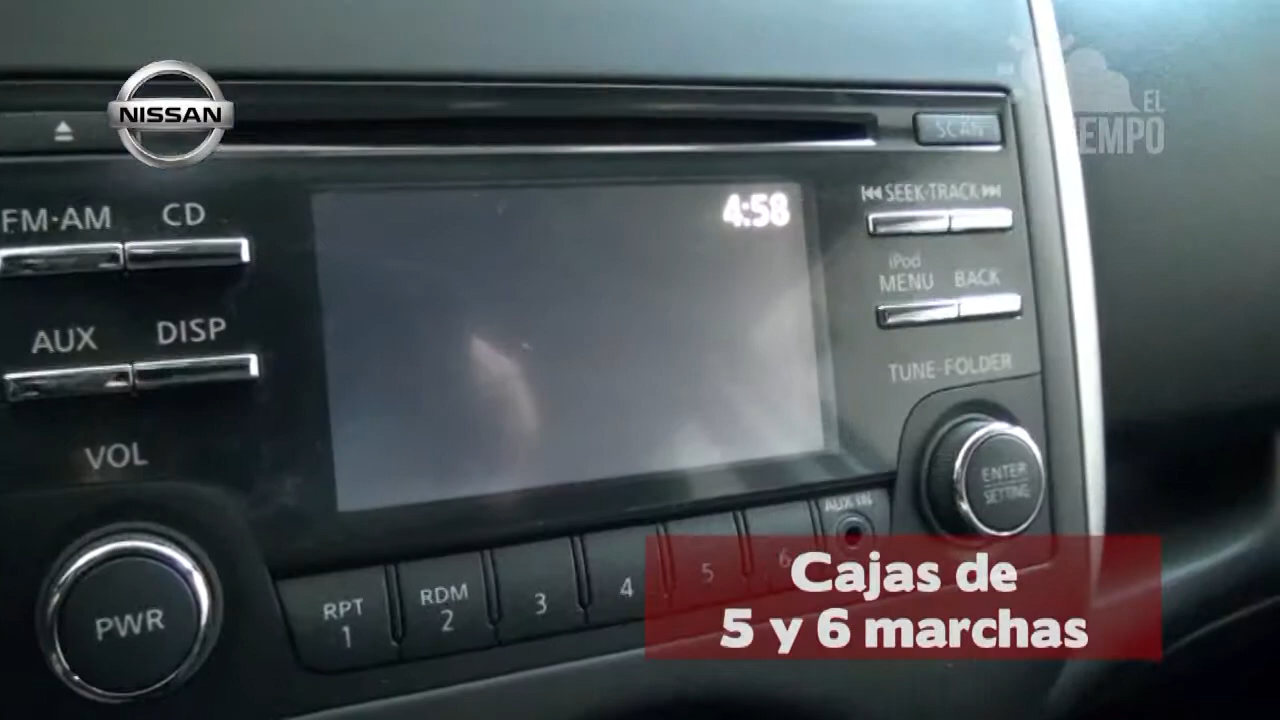 NISSAN
EL
TIEMPO
SCAN
FM·AM
CD
4:58
SEEK·TRACK
iPod
MENU
BACK
AUX
DISP
TUNE·FOLDER
VOL
ENTER
SETTING
AUX IN
PWR
RPT
1
RDM
2
3
4
5
6
Cajas de
5 y 6 marchas